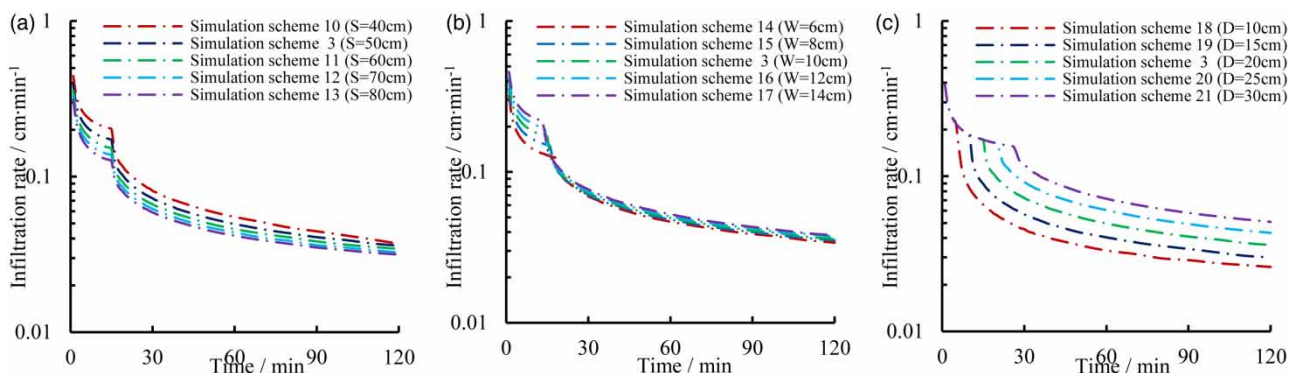 (a)
Simulation scheme 10 (S=40cm)
Simulation scheme 3 (S=50cm)
Simulation scheme 11 (S=60cm)
Simulation scheme 12 (S=70cm)
Simulation scheme 13 (S=80cm)
Infiltration rate / cm·min⁻¹
1
0.1
0.01
0
30
60
90
120
Time / min
(b)
Simulation scheme 14 (W=6cm)
Simulation scheme 15 (W=8cm)
Simulation scheme 3 (W=10cm)
Simulation scheme 16 (W=12cm)
Simulation scheme 17 (W=14cm)
Infiltration rate / cm·min⁻¹
1
0.1
0.01
0
30
60
90
120
Time / min
(c)
Simulation scheme 18 (D=10cm)
Simulation scheme 19 (D=15cm)
Simulation scheme 3 (D=20cm)
Simulation scheme 20 (D=25cm)
Simulation scheme 21 (D=30cm)
Infiltration rate / cm·min⁻¹
1
0.1
0.01
0
30
60
90
120
Time / min